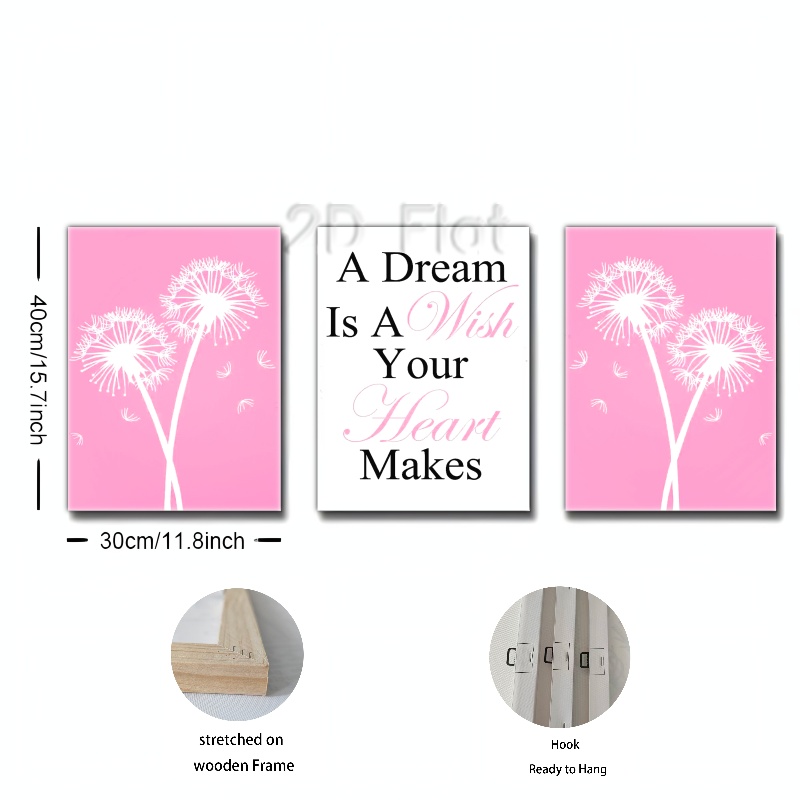 2D Flat
A Dream
Is A Wish
Your
Heart
Makes
40cm/15.7inch
30cm/11.8inch
stretched on
wooden Frame
Hook
Ready to Hang